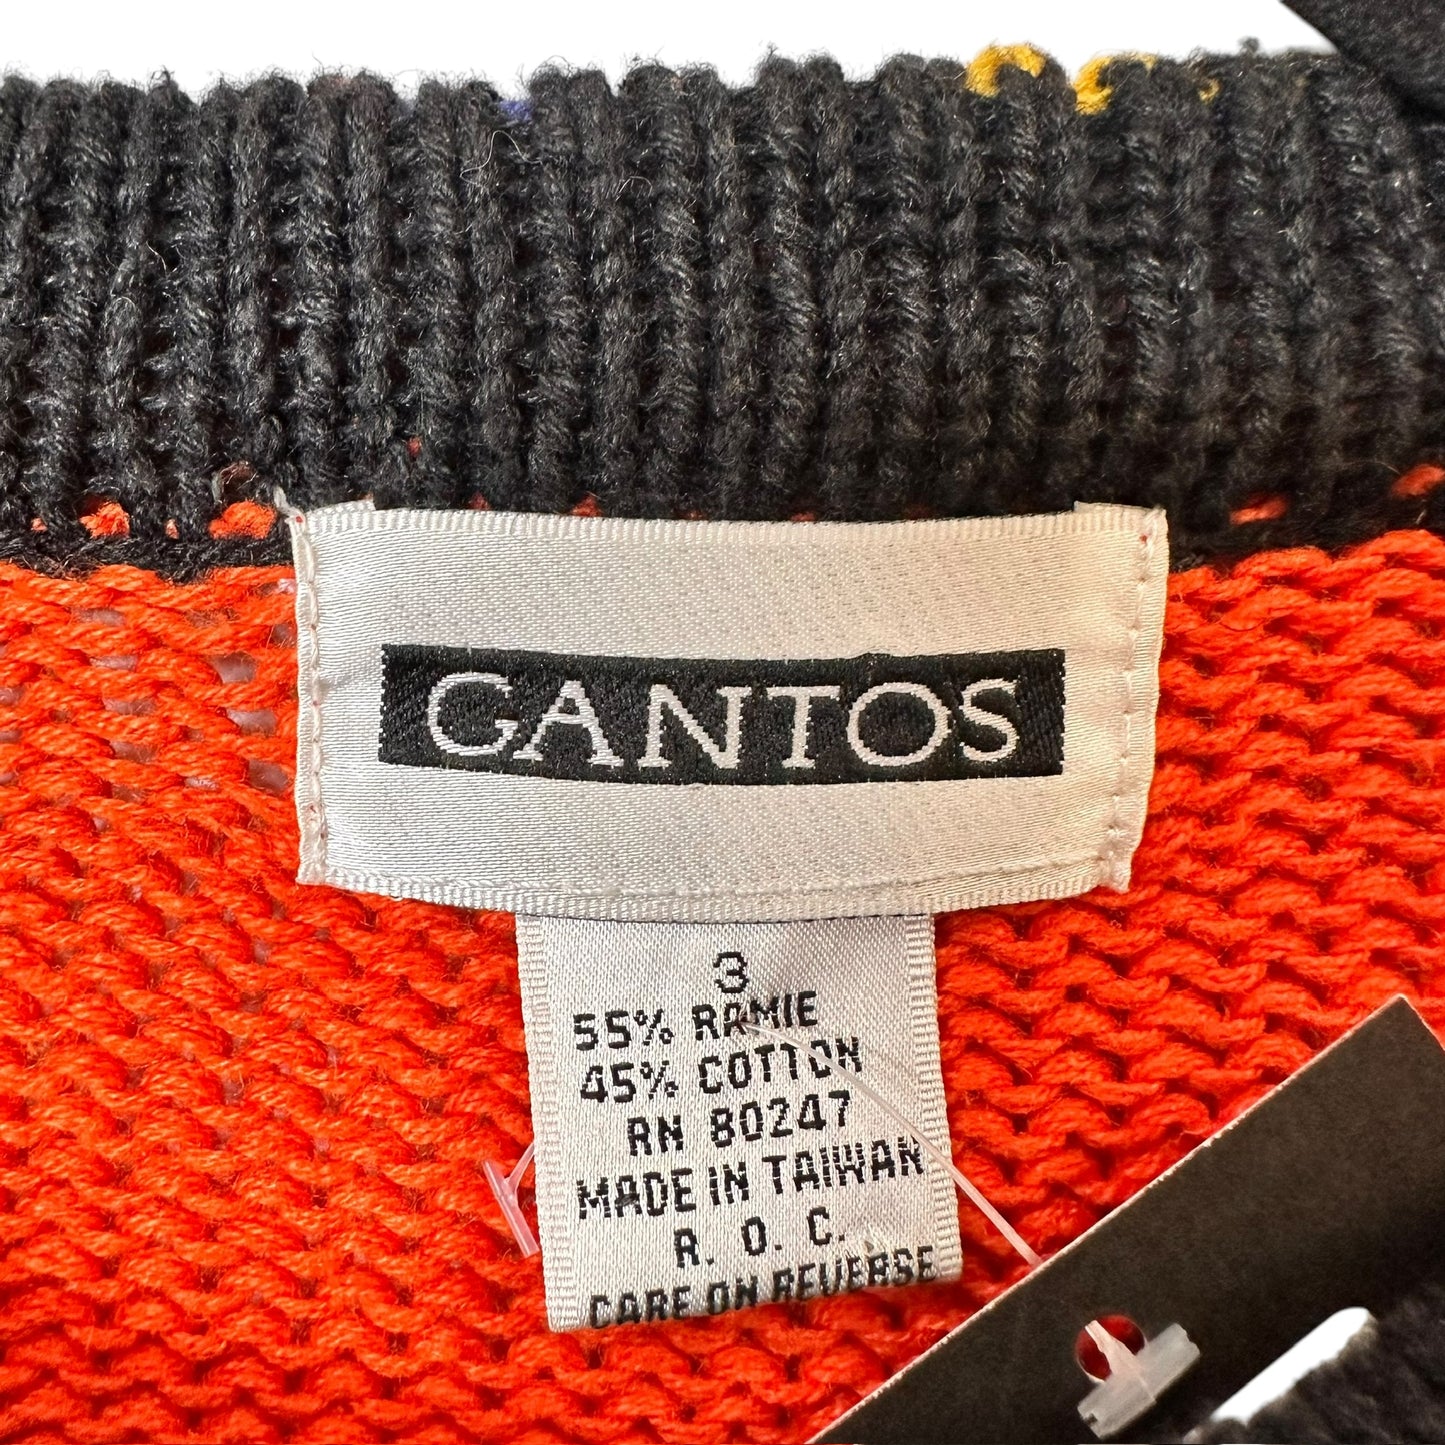 GANTOS
3
55% RAMIE
45% COTTON
RN 80247
MADE IN TAIWAN
R. O. C.
CARE ON REVERSE